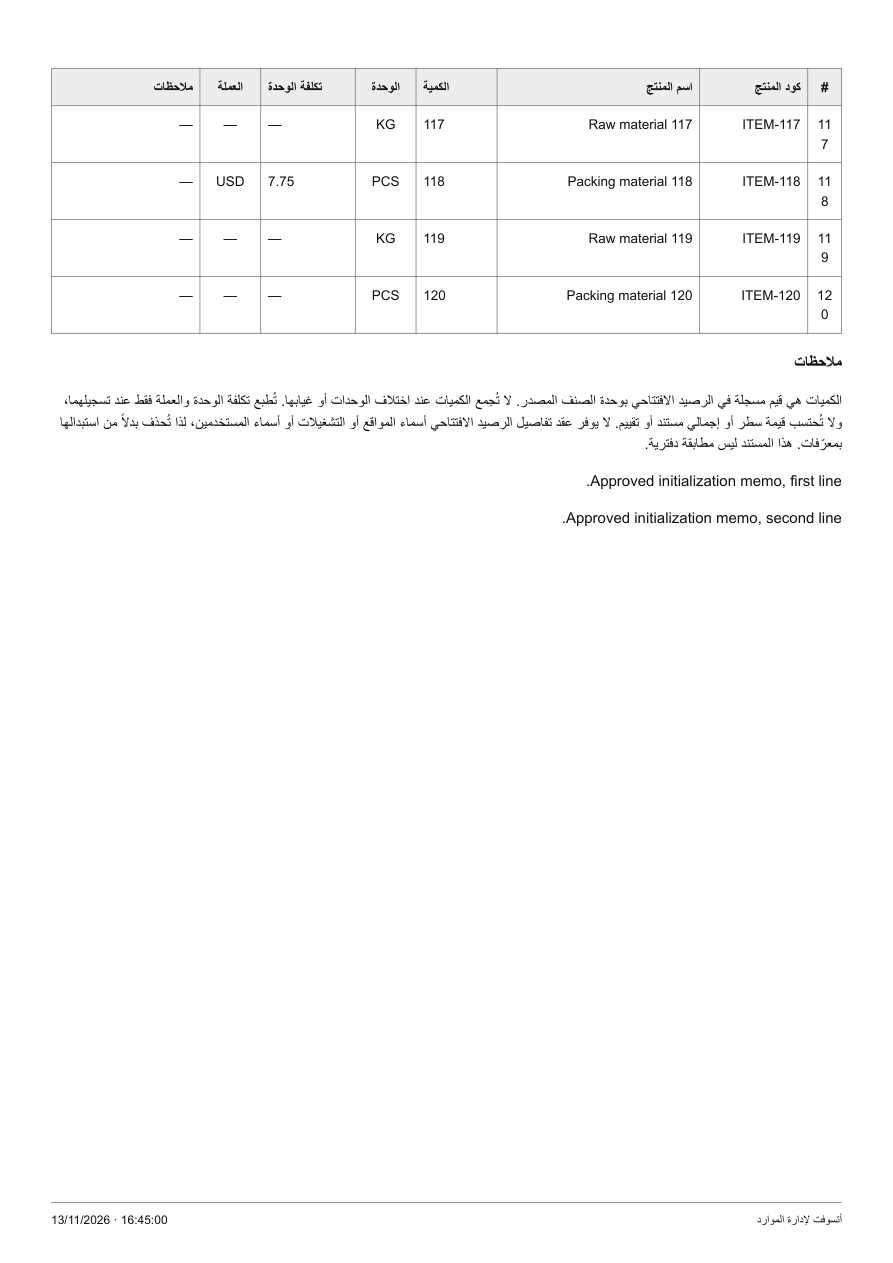 # كود المنتج اسم المنتج الكمية الوحدة تكلفة الوحدة العملة ملاحظات
117 ITEM-117 Raw material 117 117 KG — — —
118 ITEM-118 Packing material 118 118 PCS 7.75 USD —
119 ITEM-119 Raw material 119 119 KG — — —
120 ITEM-120 Packing material 120 120 PCS — — —
ملاحظات
الكميات هي قيم مسجلة في الرصيد الافتتاحي بوحدة الصنف المصدر. لا تُجمع الكميات عند اختلاف الوحدات أو غيابها. تُطبع تكلفة الوحدة والعملة فقط عند تسجيلهما،
ولا تُحتسب قيمة سطر أو إجمالي مستند أو تقييم. لا يوفر عقد تفاصيل الرصيد الافتتاحي أسماء المواقع أو التشغيلات أو أسماء المستخدمين، لذا تُحذف بدلاً من استبدالها
بمعرّفات. هذا المستند ليس مطابقة دفترية.
Approved initialization memo, first line.
Approved initialization memo, second line.
أتسوفت لإدارة الموارد 13/11/2026 · 16:45:00